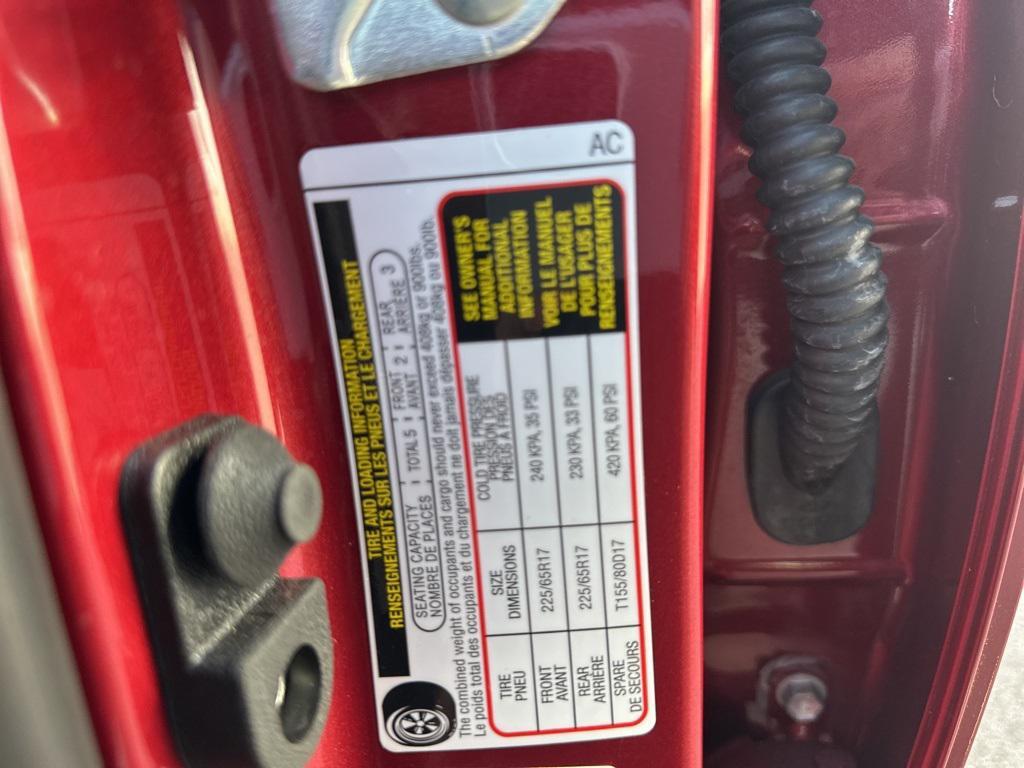 TIRE AND LOADING INFORMATION
RENSEIGNEMENTS SUR LES PNEUS ET LE CHARGEMENT
SEATING CAPACITY TOTAL 5 FRONT 2 REAR 3
NOMBRE DE PLACES AVANT ARRIÈRE
The combined weight of occupants and cargo should never exceed 408kg or 900lbs.
Le poids total des occupants et du chargement ne doit jamais dépasser 408kg ou 900lb.
TIRE SIZE COLD TIRE PRESSURE
PNEU DIMENSIONS PRESSION DES
PNEUS À FROID
FRONT 225/65R17 240 KPA, 35 PSI
AVANT
REAR 225/65R17 230 KPA, 33 PSI
ARRIÈRE
SPARE T155/80D17 420 KPA, 60 PSI
DE SECOURS
SEE OWNER'S
MANUAL FOR
ADDITIONAL
INFORMATION
VOIR LE MANUEL
DE L'USAGER
POUR PLUS DE
RENSEIGNEMENTS
AC